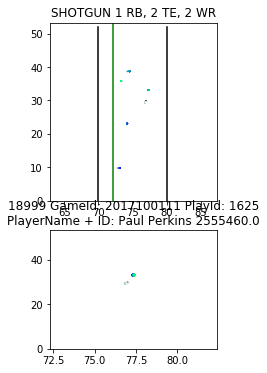 SHOTGUN 1 RB, 2 TE, 2 WR
50
40
30
20
10
0
65 70 75 80 85
18999 GameId: 2017100111 PlayId: 1625
PlayerName + ID: Paul Perkins 2555460.0
40
20
0
72.5 75.0 77.5 80.0